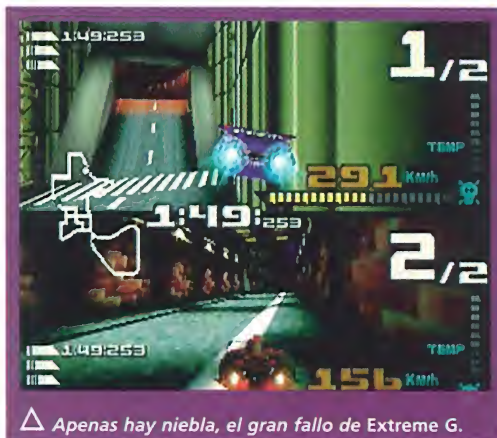 1:49:253
1/2
TEMP
291 Km/h
1:49:253
2/2
1:49:253
TEMP
156 Km/h
△ Apenas hay niebla, el gran fallo de Extreme G.